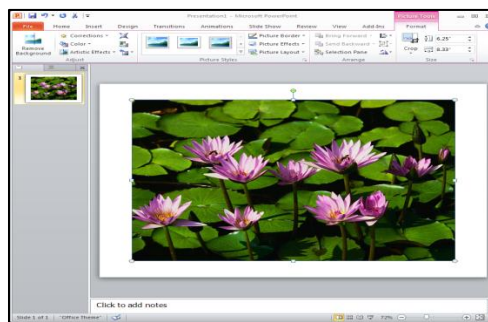 Presentation1 - Microsoft PowerPoint
Picture Tools
File Home Insert Design Transitions Animations Slide Show Review View Add-Ins Format
Remove Background
Corrections
Color
Artistic Effects
Adjust
Picture Styles
Picture Border
Picture Effects
Picture Layout
Bring Forward
Send Backward
Selection Pane
Arrange
Crop
6.25"
8.33"
Size
1
Click to add notes
Slide 1 of 1 "Office Theme" 72%